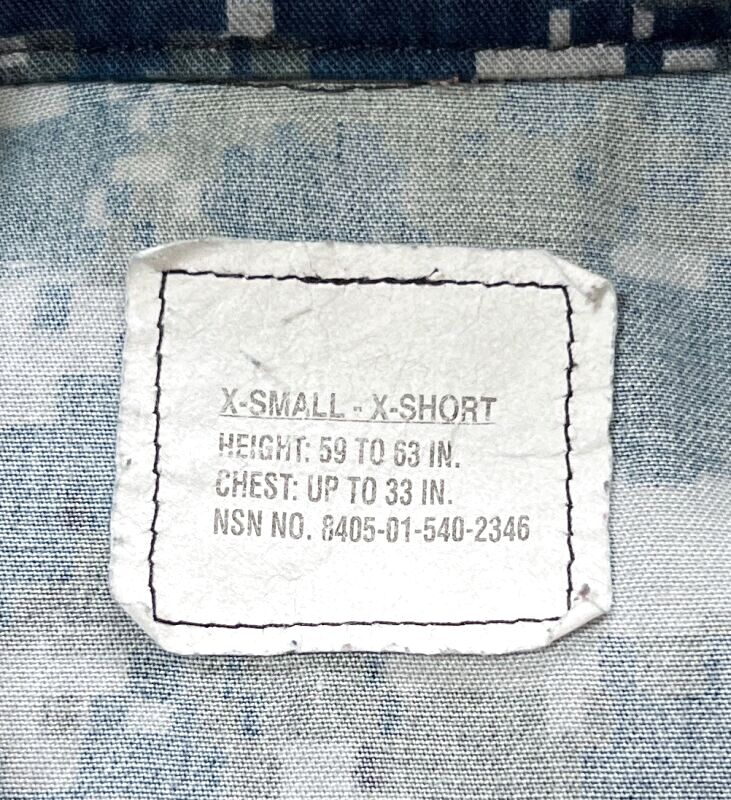 X-SMALL - X-SHORT
HEIGHT: 59 TO 63 IN.
CHEST: UP TO 33 IN.
NSN NO. 8405-01-540-2346